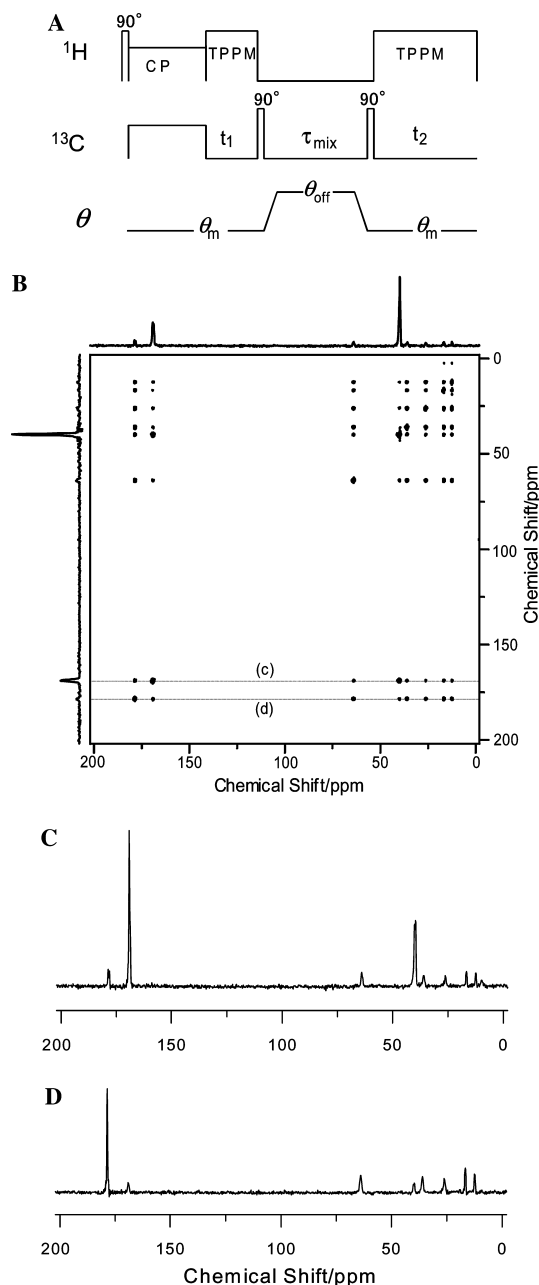 A
90°
¹H
CP
TPPM
TPPM
90°
90°
¹³C
t₁
τmix
t₂
θ
θm
θoff
θm
B
0
50
100
150
200
Chemical Shift/ppm
(c)
(d)
200
150
100
50
0
Chemical Shift/ppm
C
200
150
100
50
0
D
200
150
100
50
0
Chemical Shift/ppm